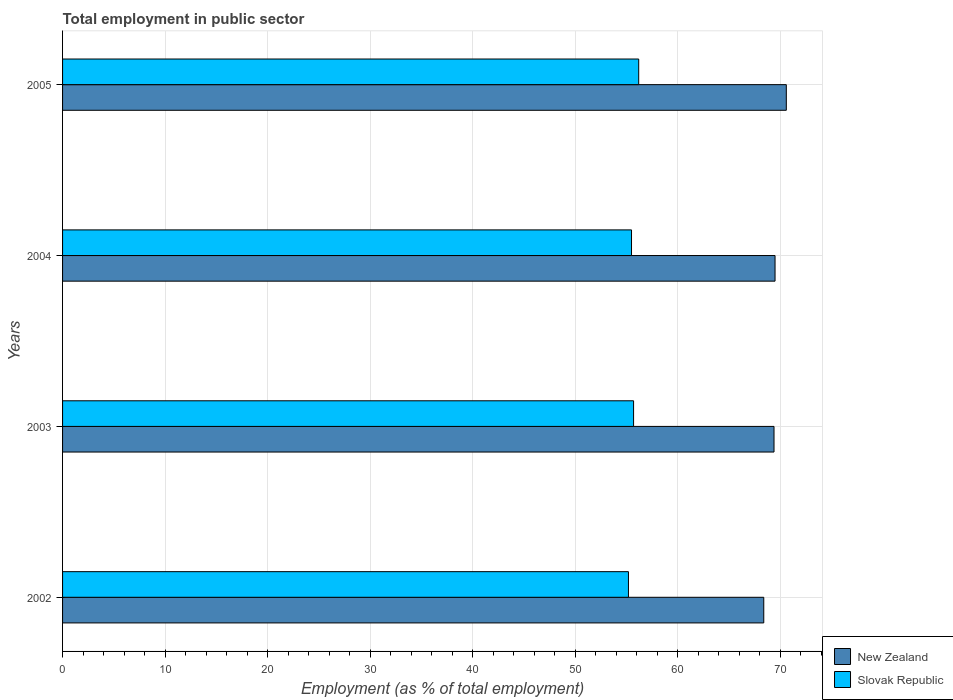 Total employment in public sector
2005
2004
2003
2002
Years
0
10
20
30
40
50
60
70
Employment (as % of total employment)
New Zealand
Slovak Republic